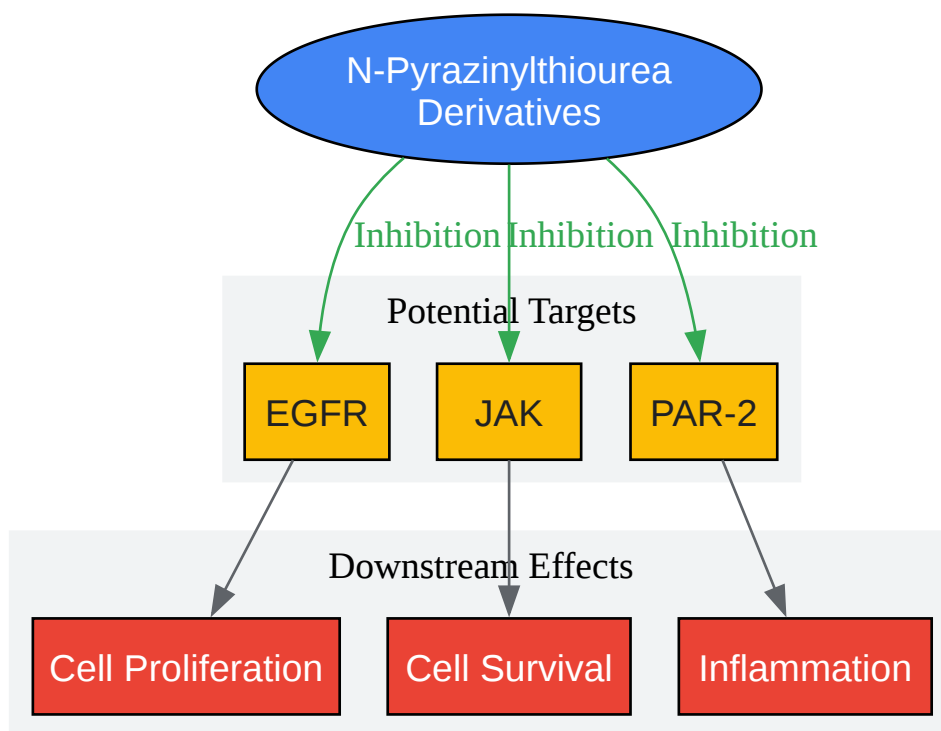 N-Pyrazinylthiourea
Derivatives
Inhibition Inhibition Inhibition
Potential Targets
EGFR JAK PAR-2
Downstream Effects
Cell Proliferation Cell Survival Inflammation